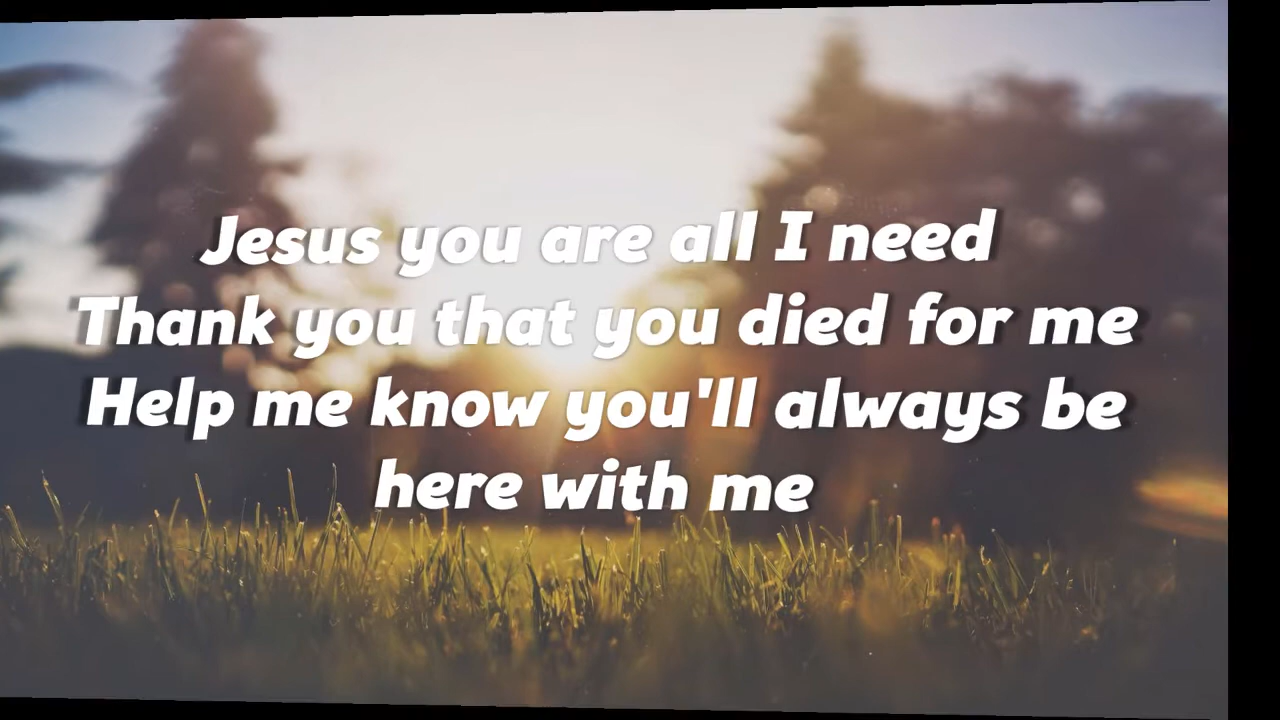 Jesus you are all I need
Thank you that you died for me
Help me know you'll always be
here with me